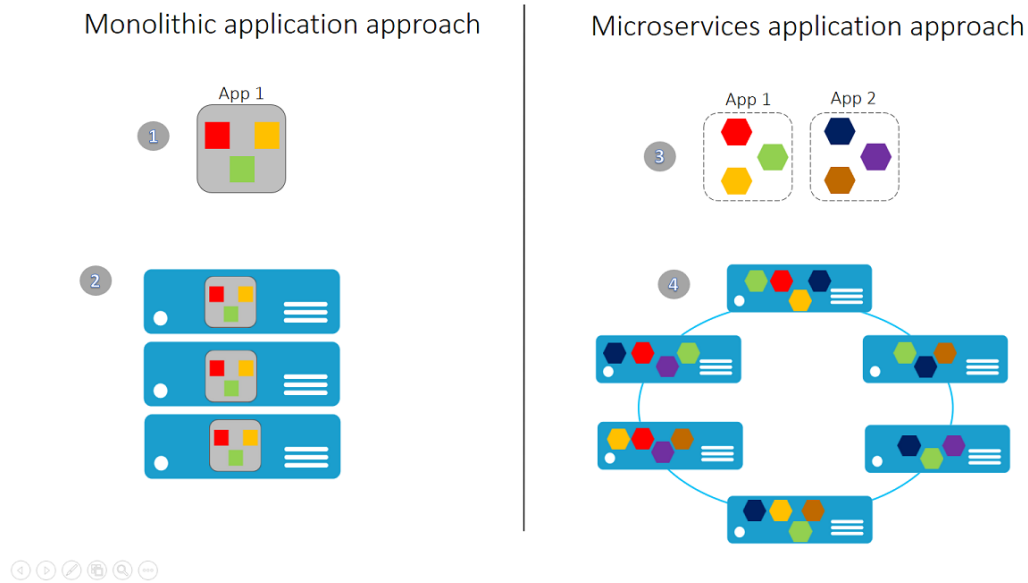 Monolithic application approach
Microservices application approach
App 1
1
2
App 1
App 2
3
4